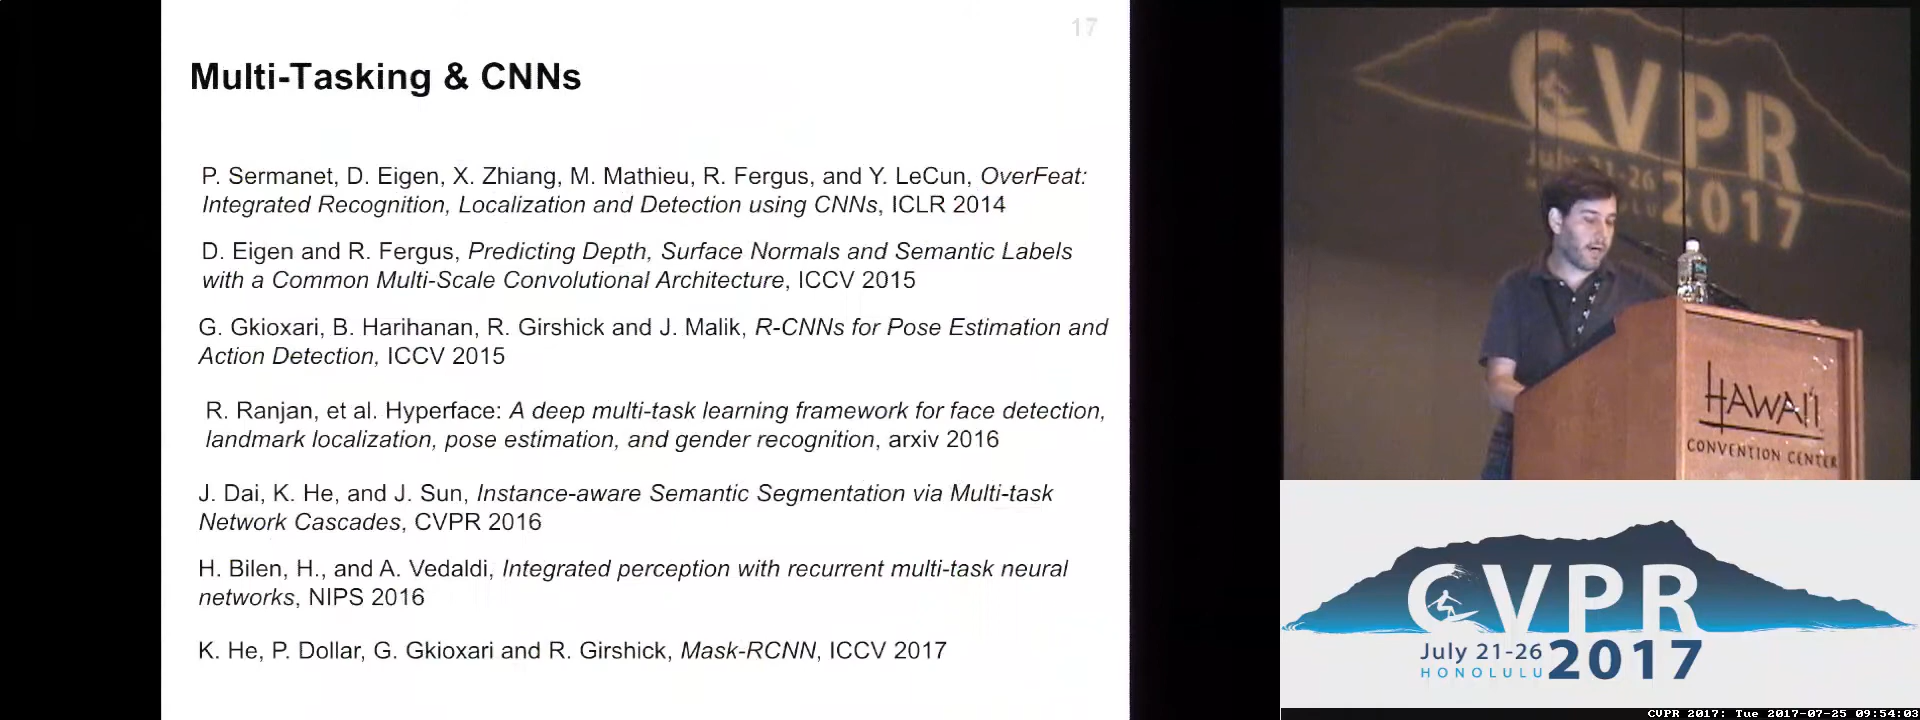 17
Multi-Tasking & CNNs
P. Sermanet, D. Eigen, X. Zhiang, M. Mathieu, R. Fergus, and Y. LeCun, OverFeat:
Integrated Recognition, Localization and Detection using CNNs, ICLR 2014
D. Eigen and R. Fergus, Predicting Depth, Surface Normals and Semantic Labels
with a Common Multi-Scale Convolutional Architecture, ICCV 2015
G. Gkioxari, B. Harihanan, R. Girshick and J. Malik, R-CNNs for Pose Estimation and
Action Detection, ICCV 2015
R. Ranjan, et al. Hyperface: A deep multi-task learning framework for face detection,
landmark localization, pose estimation, and gender recognition, arxiv 2016
J. Dai, K. He, and J. Sun, Instance-aware Semantic Segmentation via Multi-task
Network Cascades, CVPR 2016
H. Bilen, H., and A. Vedaldi, Integrated perception with recurrent multi-task neural
networks, NIPS 2016
K. He, P. Dollar, G. Gkioxari and R. Girshick, Mask-RCNN, ICCV 2017
CVPR
2017
HAWAI'I
CONVENTION CENTER
CVPR
July 21-26
HONOLULU
2017
CVPR 2017: Tue 2017-07-25 09:54:03